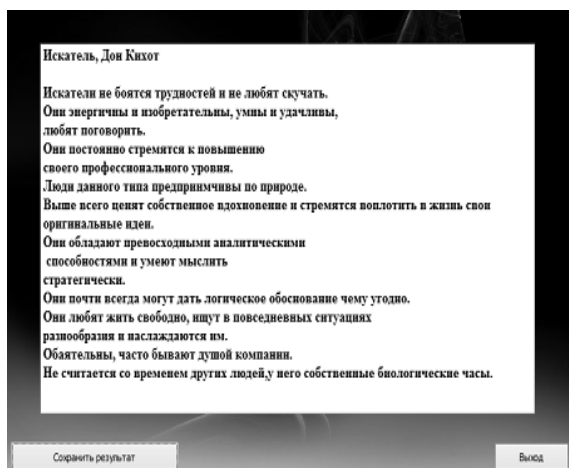 Искатель, Дон Кихот
Искатели не боятся трудностей и не любят скучать.
Они энергичны и изобретательны, умны и удачливы,
любят поговорить.
Они постоянно стремятся к повышению
своего профессионального уровня.
Люди данного типа предприимчивы по природе.
Выше всего ценят собственное вдохновение и стремятся воплотить в жизнь свои
оригинальные идеи.
Они обладают превосходными аналитическими
способностями и умеют мыслить
стратегически.
Они почти всегда могут дать логическое обоснование чему угодно.
Они любят жить свободно, ищут в повседневных ситуациях
разнообразия и наслаждаются им.
Обаятельны, часто бывают душой компании.
Не считается со временем других людей,у него собственные биологические часы.
Сохранить результат
Выход